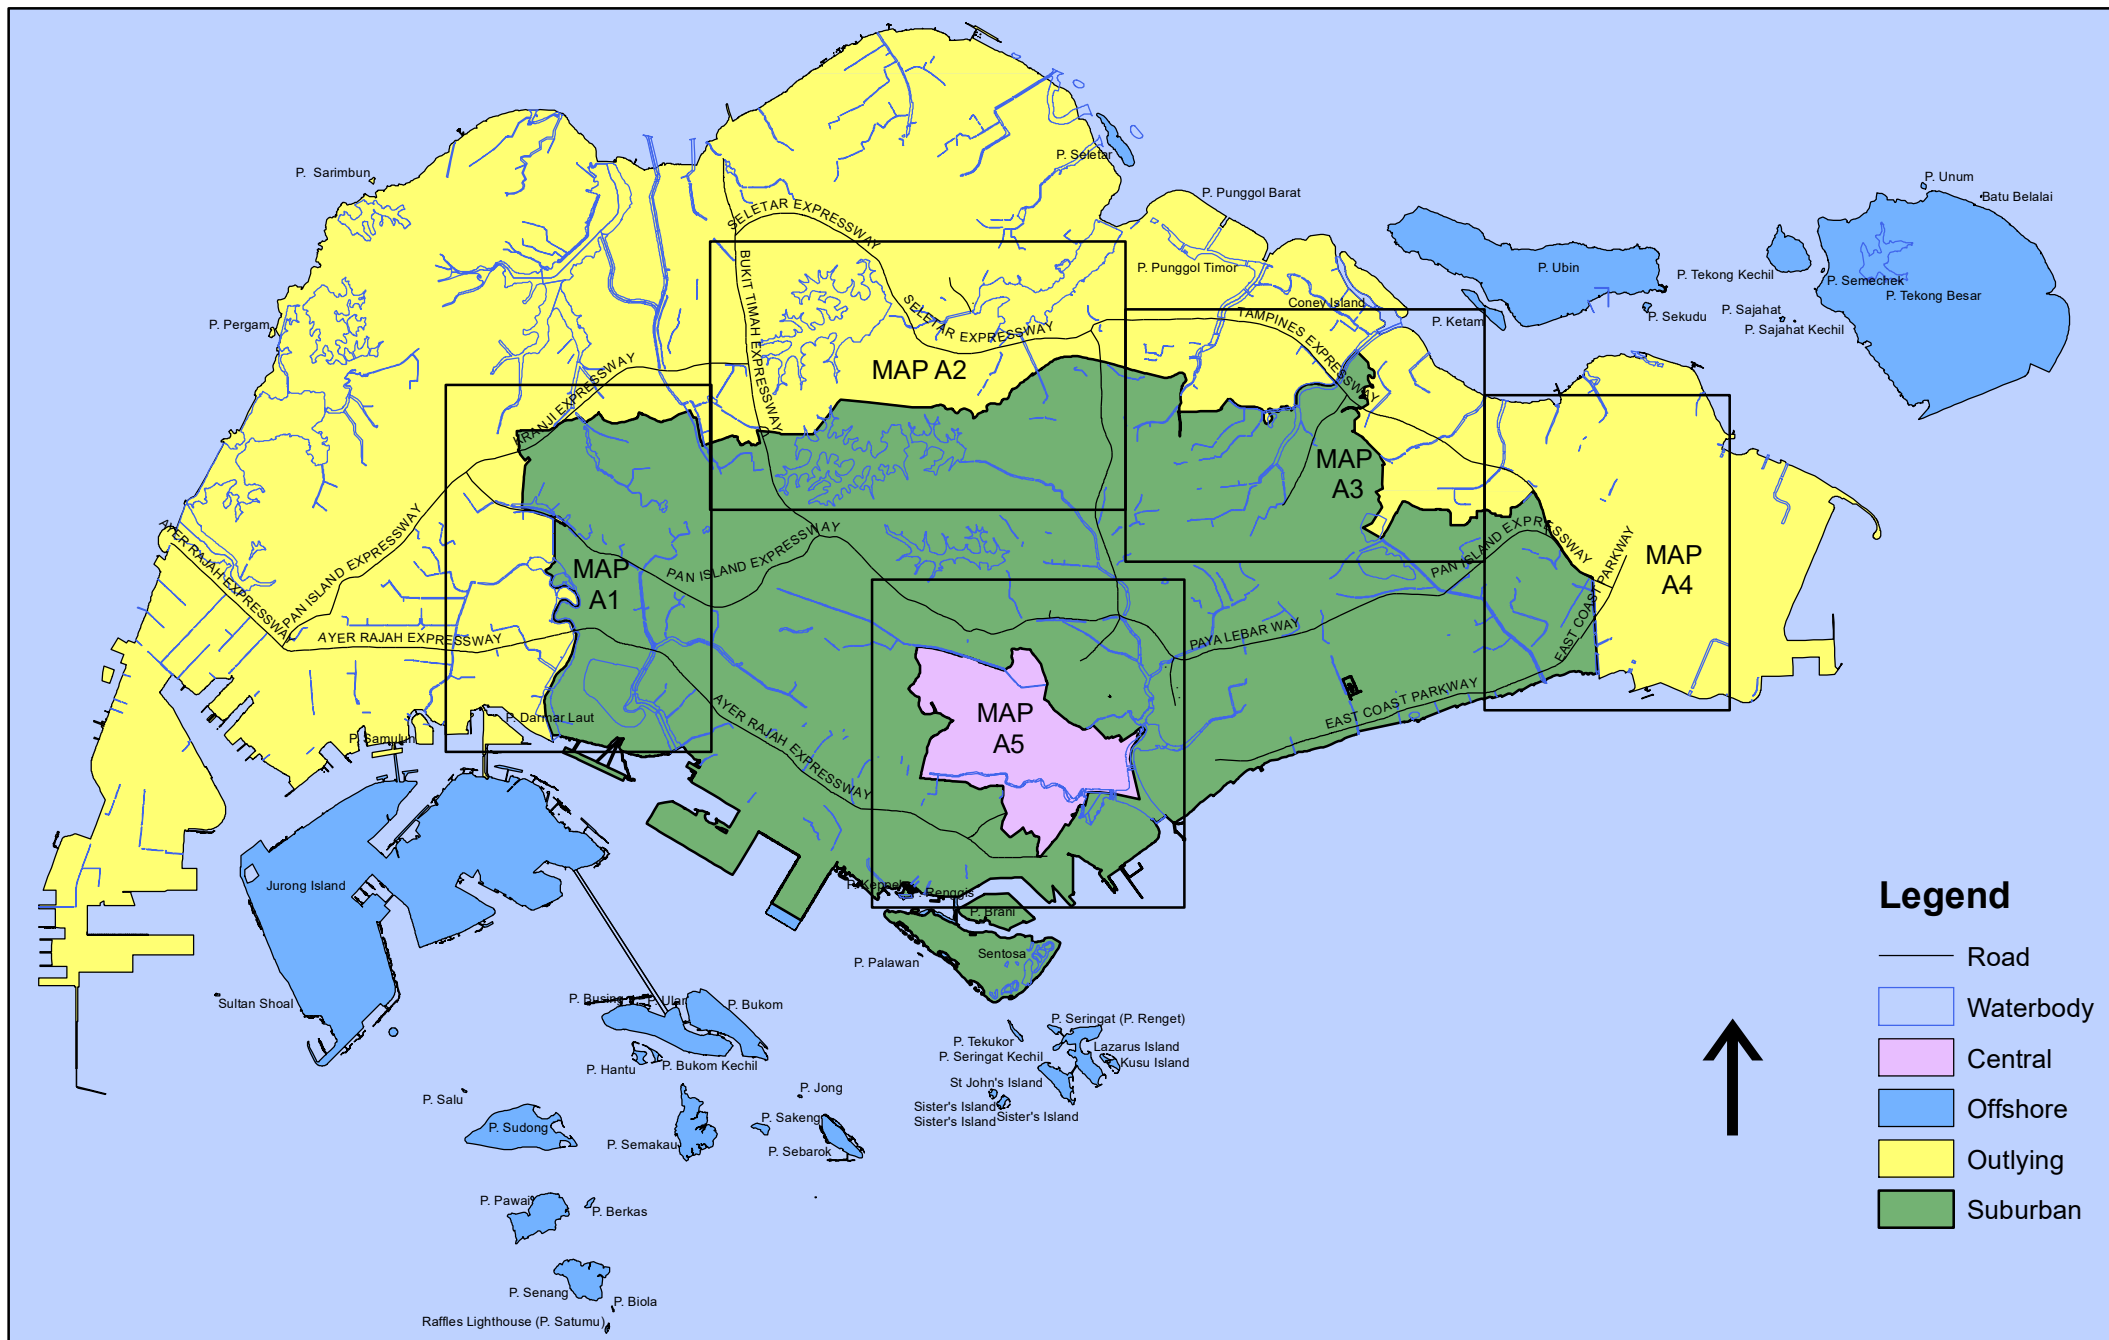 P. Sarimbun
P. Seletar
P. Punggol Barat
P. Unum
Batu Belalai
SELETAR EXPRESSWAY
BUKIT TIMAH EXPRESSWAY
P. Punggol Timor
P. Ubin
P. Tekong Kechil
P. Semechek
P. Tekong Besar
P. Pergam
SELETAR EXPRESSWAY
Coney Island
TAMPINES EXPRESSWAY
P. Ketam
P. Sekudu
P. Sajahat
P. Sajahat Kechil
MAP A2
KRANJI EXPRESSWAY
MAP
A3
AYER RAJAH EXPRESSWAY
PAN ISLAND EXPRESSWAY
PAN ISLAND EXPRESSWAY
PAN ISLAND EXPRESSWAY
MAP
A1
MAP
A4
AYER RAJAH EXPRESSWAY
PAYA LEBAR WAY
EAST COAST PARKWAY
EAST COAST PARKWAY
AYER RAJAH EXPRESSWAY
MAP
A5
P. Damar Laut
P. Samulun
Jurong Island
P. Keppel
P. Renggis
P. Brani
Sentosa
P. Palawan
Sultan Shoal
P. Busing
P. Ular
P. Bukom
P. Hantu
P. Bukom Kechil
P. Tekukor
P. Seringat (P. Renget)
P. Seringat Kechil
Lazarus Island
Kusu Island
St John's Island
Sister's Island
Sister's Island
Sister's Island
P. Salu
P. Jong
P. Sudong
P. Semakau
P. Sakeng
P. Sebarok
P. Pawai
P. Berkas
P. Senang
P. Biola
Raffles Lighthouse (P. Satumu)
Legend
Road
Waterbody
Central
Offshore
Outlying
Suburban